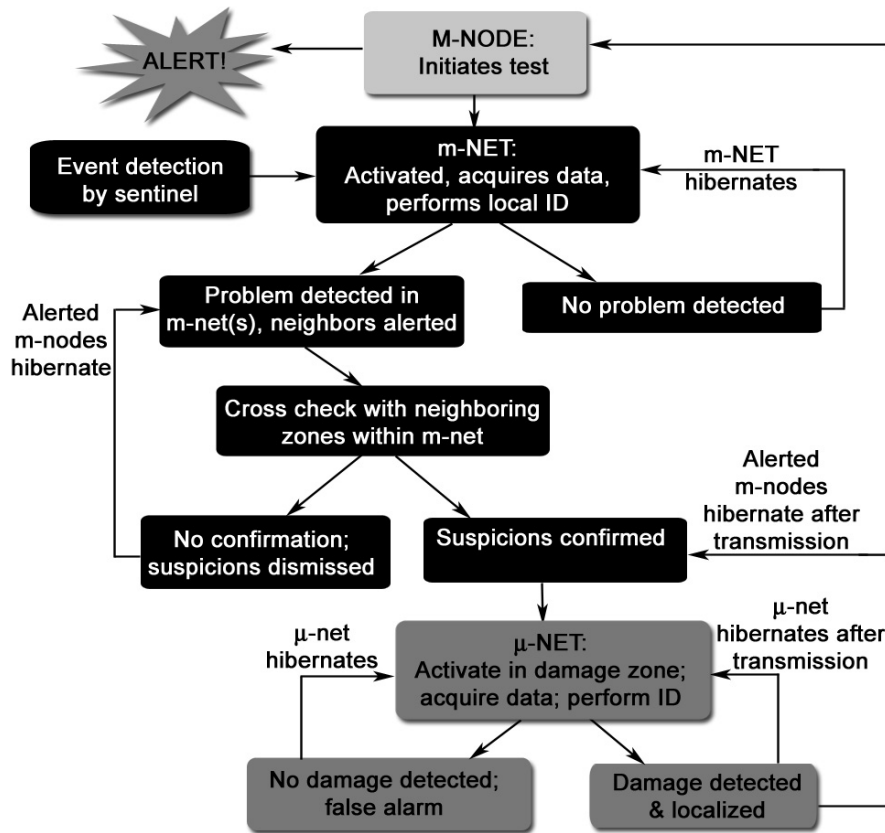 M-NODE:
Initiates test
ALERT!
m-NET:
Activated, acquires data,
performs local ID
Event detection
by sentinel
m-NET
hibernates
Problem detected in
m-net(s), neighbors alerted
No problem detected
Alerted
m-nodes
hibernate
Cross check with neighboring
zones within m-net
Alerted
m-nodes
hibernate after
transmission
No confirmation;
suspicions dismissed
Suspicions confirmed
μ-net
hibernates
μ-NET:
Activate in damage zone;
acquire data; perform ID
μ-net
hibernates after
transmission
No damage detected;
false alarm
Damage detected
& localized